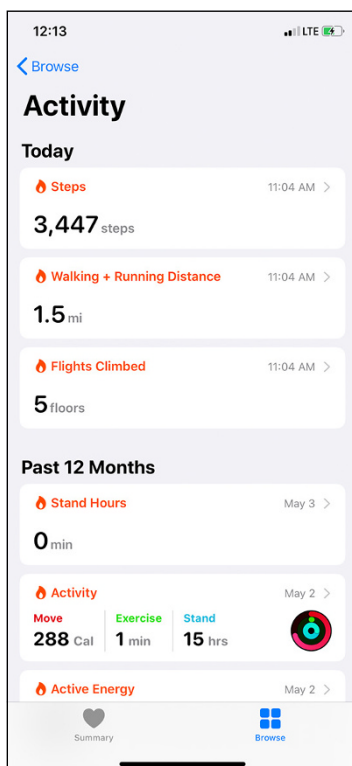 12:13 LTE
Browse
Activity
Today
Steps 11:04 AM
3,447 steps
Walking + Running Distance 11:04 AM
1.5 mi
Flights Climbed 11:04 AM
5 floors
Past 12 Months
Stand Hours May 3
0 min
Activity May 2
Move Exercise Stand
288 Cal 1 min 15 hrs
Active Energy May 2
Summary Browse